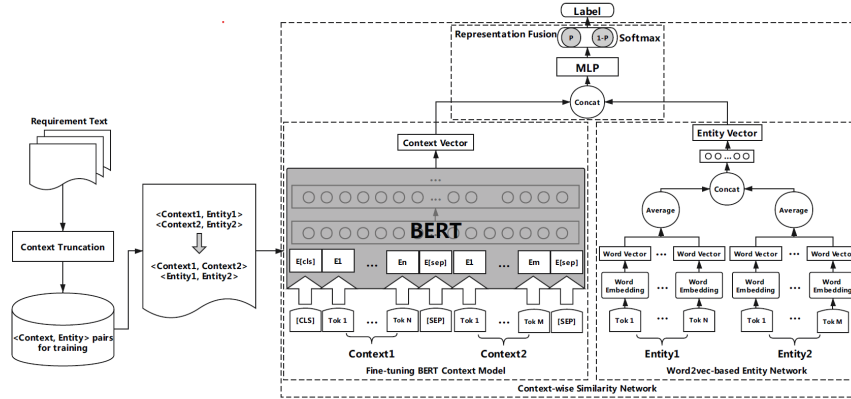 Label
Representation Fusion
P
1-P
Softmax
MLP
Concat
Requirement Text
Context Truncation
<Context, Entity> pairs
for training
<Context1, Entity1>
<Context2, Entity2>
<Context1, Context2>
<Entity1, Entity2>
Context Vector
...
...
BERT
E[cls]
E1
...
En
E[sep]
E1
...
Em
E[sep]
[CLS]
Tok 1
...
Tok N
[SEP]
Tok 1
...
Tok M
[SEP]
Context1
Context2
Fine-tuning BERT Context Model
Entity Vector
...
Concat
Average
Average
Word Vector
...
Word Vector
Word Vector
...
Word Vector
Word
Embedding
...
Word
Embedding
Word
Embedding
...
Word
Embedding
Tok 1
...
Tok N
Tok 1
...
Tok M
Entity1
Entity2
Word2vec-based Entity Network
Context-wise Similarity Network